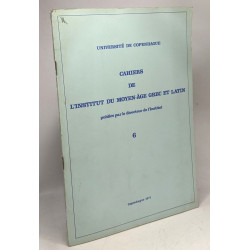 UNIVERSITÉ DE COPENHAGUE
CAHIERS
DE
L'INSTITUT DU MOYEN-ÂGE GREC ET LATIN
publiés par le directeur de l'Institut
6